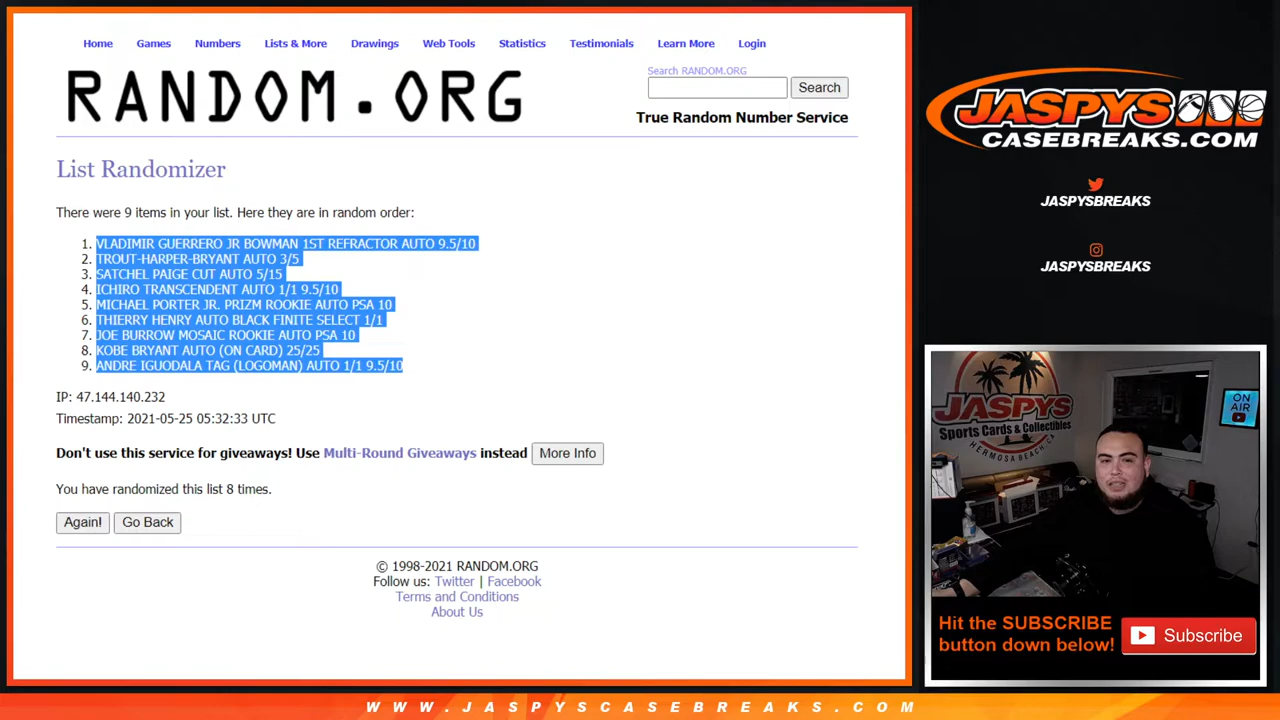 Home Games Numbers Lists & More Drawings Web Tools Statistics Testimonials Learn More Login
RANDOM.ORG
Search RANDOM.ORG
Search
True Random Number Service
List Randomizer
There were 9 items in your list. Here they are in random order:
1. VLADIMIR GUERRERO JR BOWMAN 1ST REFRACTOR AUTO 9.5/10
2. TROUT-HARPER-BRYANT AUTO 3/5
3. SATCHEL PAIGE CUT AUTO 5/15
4. ICHIRO TRANSCENDENT AUTO 1/1 9.5/10
5. MICHAEL PORTER JR. PRIZM ROOKIE AUTO PSA 10
6. THIERRY HENRY AUTO BLACK FINITE SELECT 1/1
7. JOE BURROW MOSAIC ROOKIE AUTO PSA 10
8. KOBE BRYANT AUTO (ON CARD) 25/25
9. ANDRE IGUODALA TAG (LOGOMAN) AUTO 1/1 9.5/10
IP: 47.144.140.232
Timestamp: 2021-05-25 05:32:33 UTC
Don't use this service for giveaways! Use Multi-Round Giveaways instead More Info
You have randomized this list 8 times.
Again! Go Back
© 1998-2021 RANDOM.ORG
Follow us: Twitter | Facebook
Terms and Conditions
About Us
JASPYS
CASEBREAKS.COM
JASPYSBREAKS
JASPYSBREAKS
JASPYS
Sports Cards & Collectibles
HERMOSA BEACH, CA
ON
AIR
Hit the SUBSCRIBE
button down below!
Subscribe
WWW.JASPYSCASEBREAKS.COM